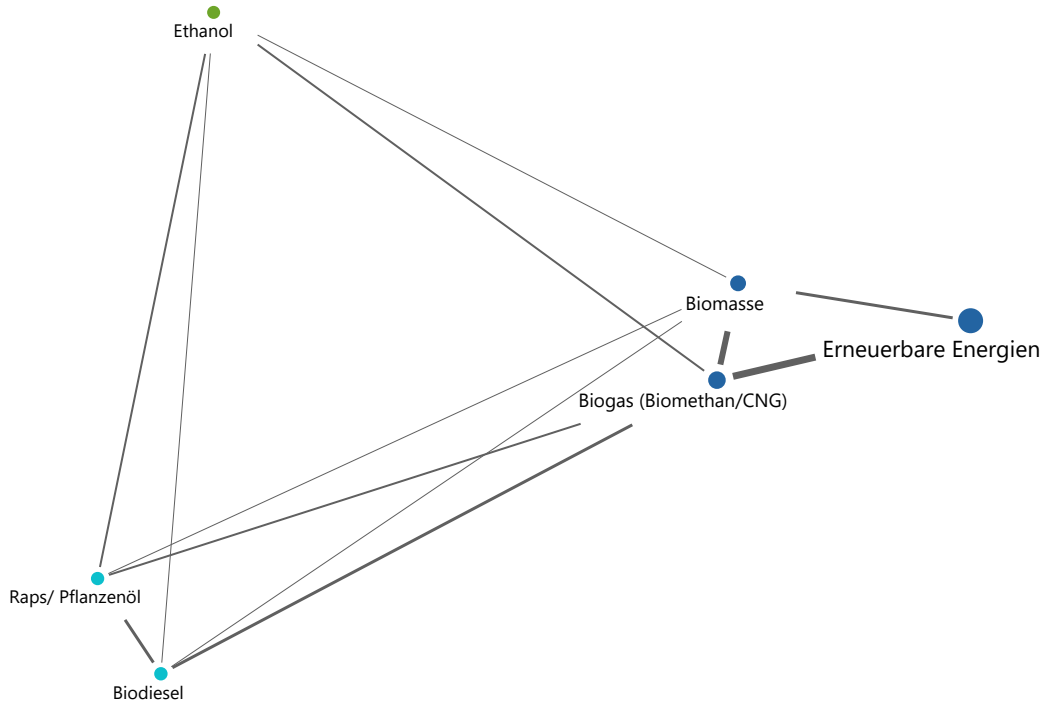 Ethanol
Biomasse
Erneuerbare Energien
Biogas (Biomethan/CNG)
Raps/ Pflanzenöl
Biodiesel